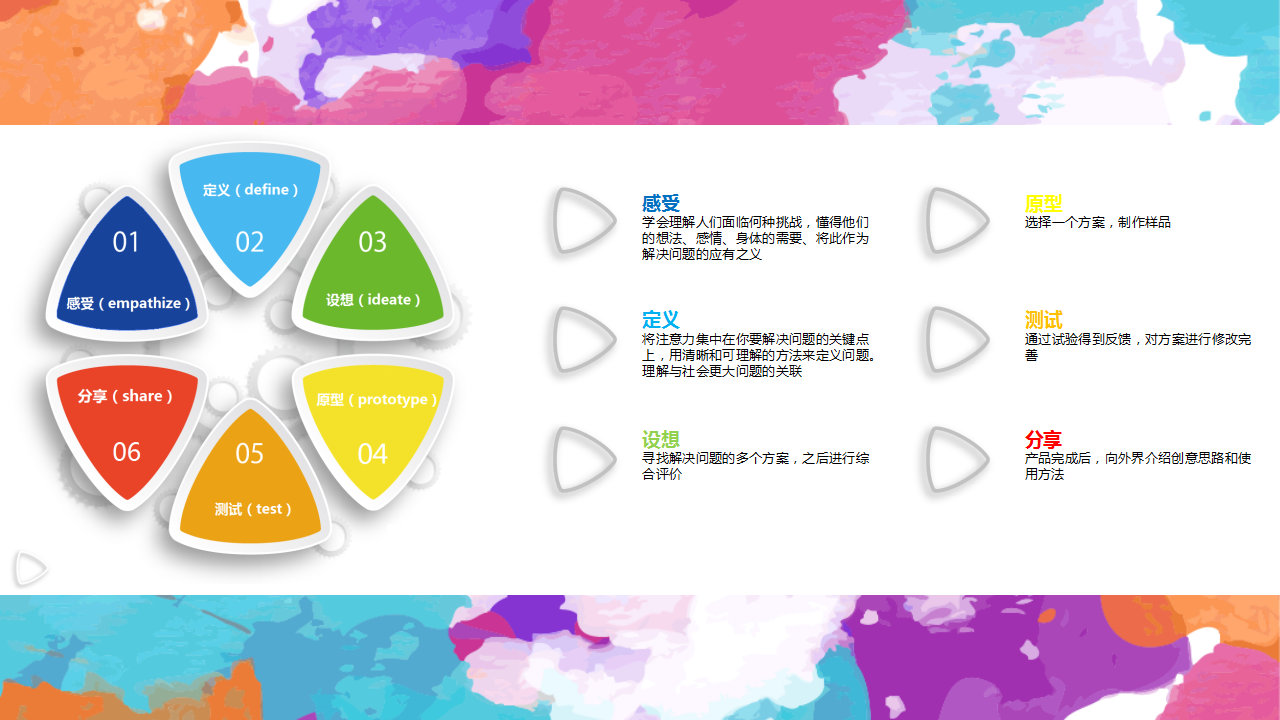 定义（define）
02
01
感受（empathize）
03
设想（ideate）
分享（share）
06
原型（prototype）
04
05
测试（test）
感受
学会理解人们面临何种挑战，懂得他们
的想法、感情、身体的需要、将此作为
解决问题的应有之义
定义
将注意力集中在你要解决问题的关键点
上，用清晰和可理解的方法来定义问题。
理解与社会更大问题的关联
设想
寻找解决问题的多个方案，之后进行综
合评价
原型
选择一个方案，制作样品
测试
通过试验得到反馈，对方案进行修改完
善
分享
产品完成后，向外界介绍创意思路和使
用方法